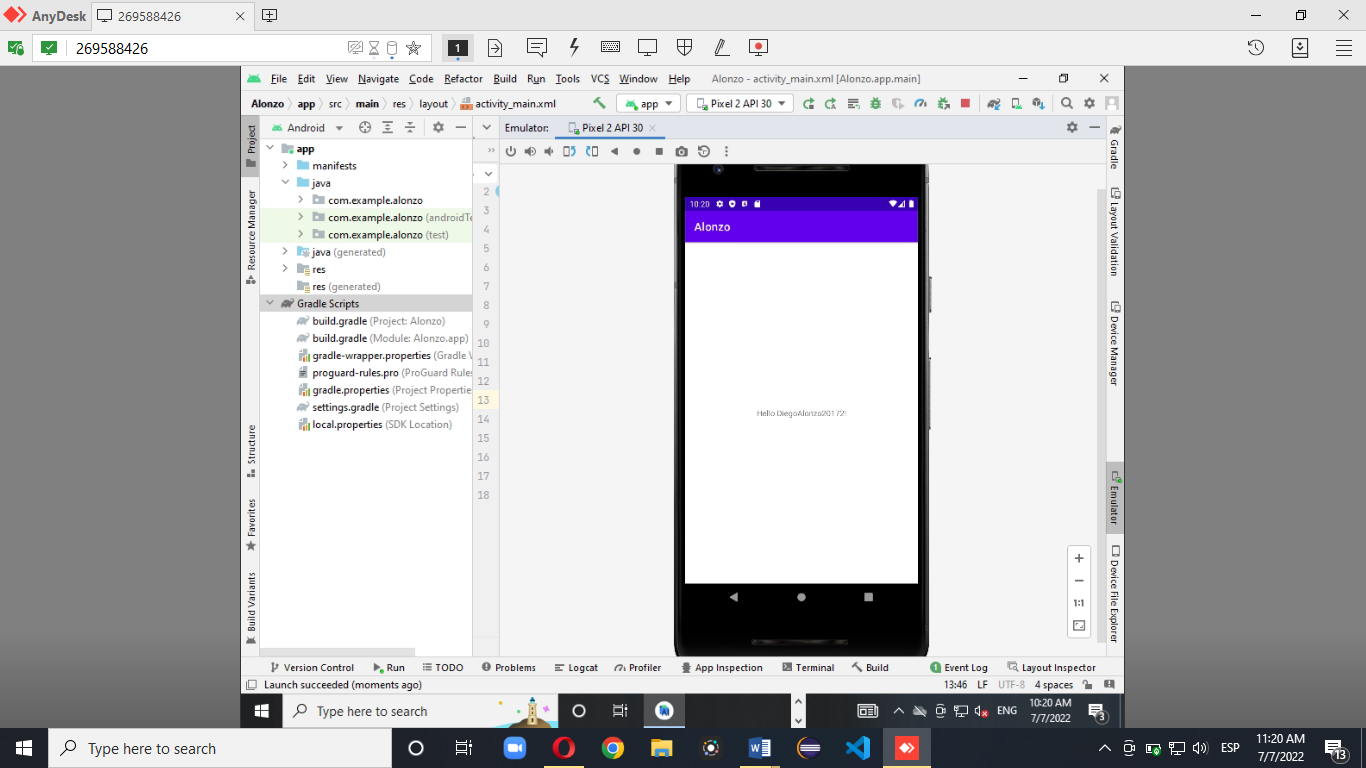 AnyDesk 269588426
269588426 1
File Edit View Navigate Code Refactor Build Run Tools VCS Window Help Alonzo - activity_main.xml [Alonzo.app.main]
Alonzo app src main res layout activity_main.xml app Pixel 2 API 30
Project
Resource Manager
Structure
Favorites
Build Variants
Android
app
manifests
java
com.example.alonzo
com.example.alonzo (androidTe
com.example.alonzo (test)
java (generated)
res
res (generated)
Gradle Scripts
build.gradle (Project: Alonzo)
build.gradle (Module: Alonzo.app)
gradle-wrapper.properties (Gradle
proguard-rules.pro (ProGuard Rules
gradle.properties (Project Propertie
settings.gradle (Project Settings)
local.properties (SDK Location)
2
3
4
5
6
7
8
9
10
11
12
13
14
15
16
17
18
Emulator: Pixel 2 API 30
10:20
Alonzo
Hello DiegoAlonzo20172!
1:1
Gradle
Layout Validation
Device Manager
Emulator
Device File Explorer
Version Control Run TODO Problems Logcat Profiler App Inspection Terminal Build 1 Event Log Layout Inspector
Launch succeeded (moments ago) 13:46 LF UTF-8 4 spaces
Type here to search ENG 10:20 AM
7/7/2022 3
Type here to search ESP 11:20 AM
7/7/2022 13